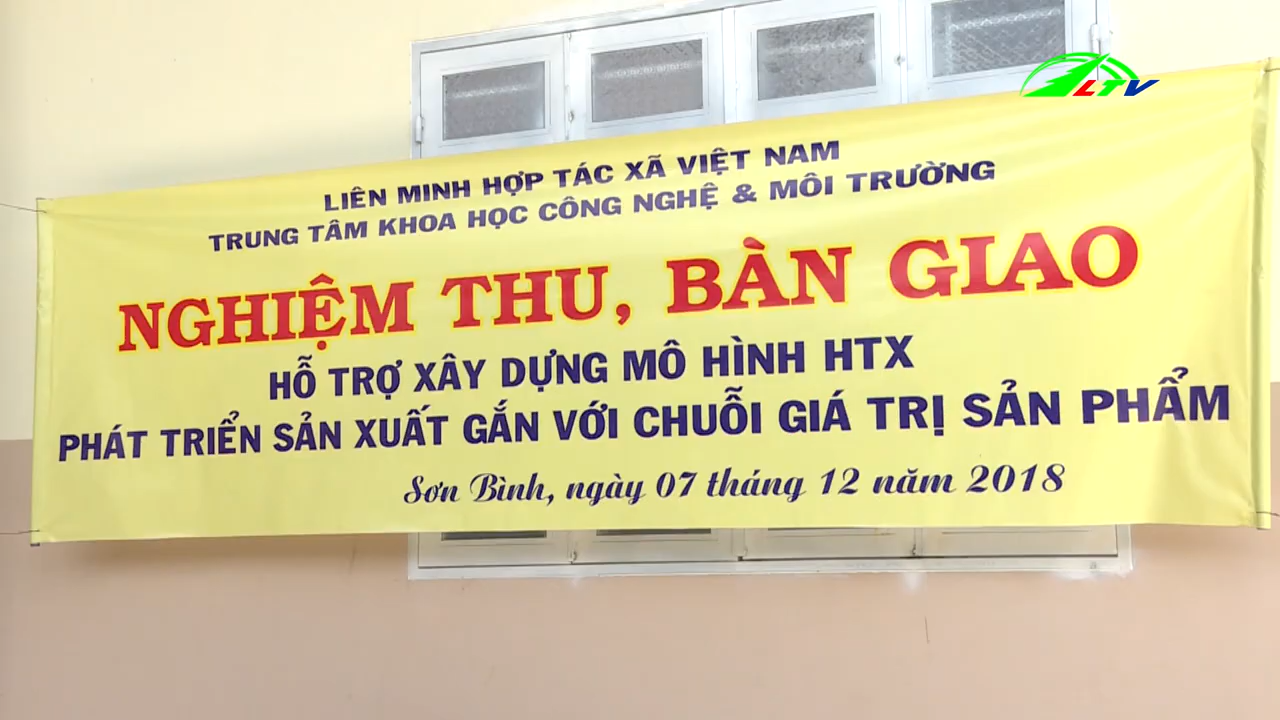 LTV
LIÊN MINH HỢP TÁC XÃ VIỆT NAM
TRUNG TÂM KHOA HỌC CÔNG NGHỆ & MÔI TRƯỜNG
NGHIỆM THU, BÀN GIAO
HỖ TRỢ XÂY DỰNG MÔ HÌNH HTX
PHÁT TRIỂN SẢN XUẤT GẮN VỚI CHUỖI GIÁ TRỊ SẢN PHẨM
Sơn Bình, ngày 07 tháng 12 năm 2018